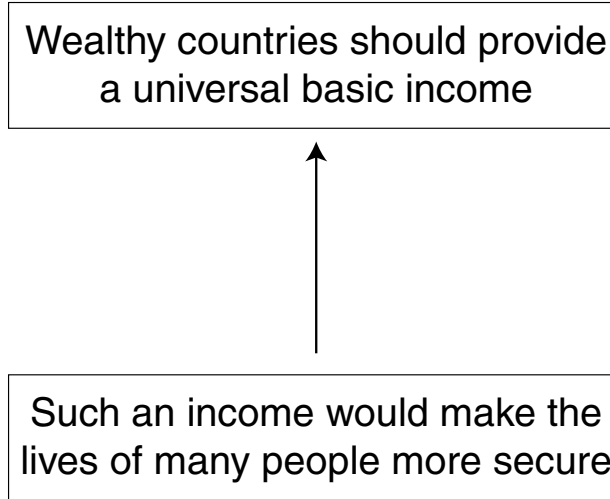 Wealthy countries should provide
a universal basic income
Such an income would make the
lives of many people more secure